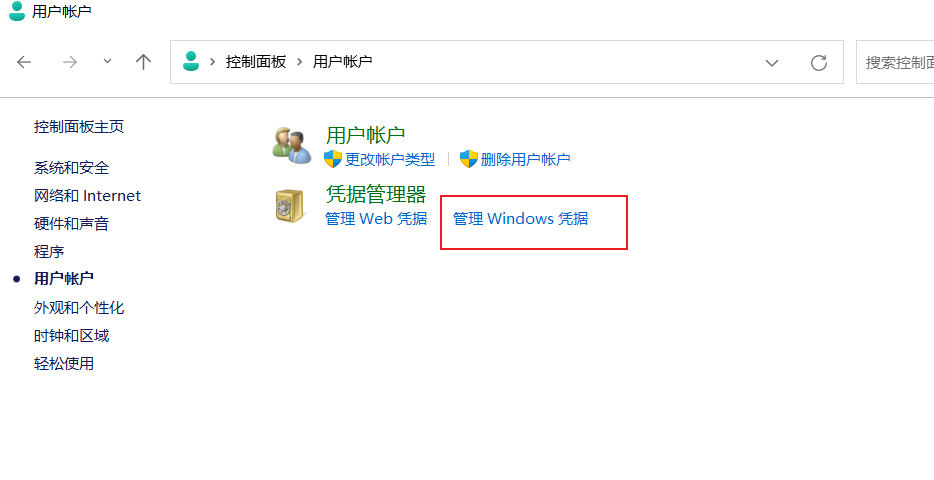 用户帐户
控制面板 用户帐户
搜索控制面
控制面板主页
系统和安全
网络和 Internet
硬件和声音
程序
用户帐户
外观和个性化
时钟和区域
轻松使用
用户帐户
更改帐户类型 删除用户帐户
凭据管理器
管理 Web 凭据 管理 Windows 凭据